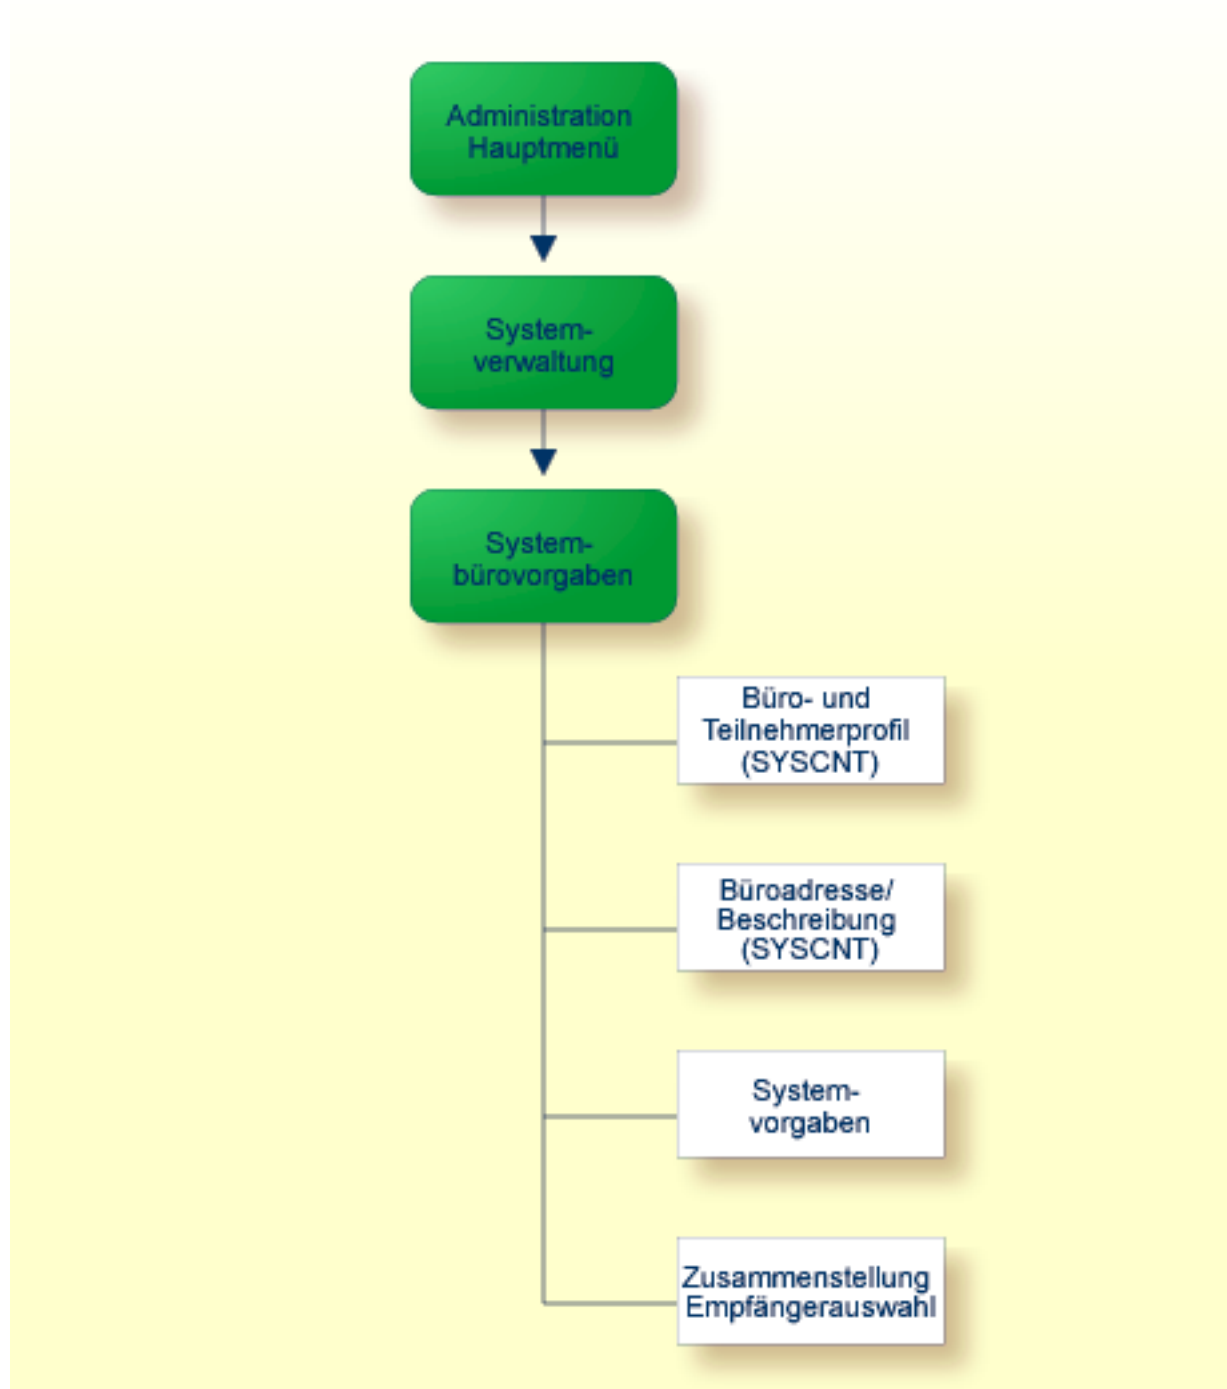 Administration
Hauptmenü
System-
verwaltung
System-
bürovorgaben
Büro- und
Teilnehmerprofil
(SYSCNT)
Büroadresse/
Beschreibung
(SYSCNT)
System-
vorgaben
Zusammenstellung
Empfängerauswahl